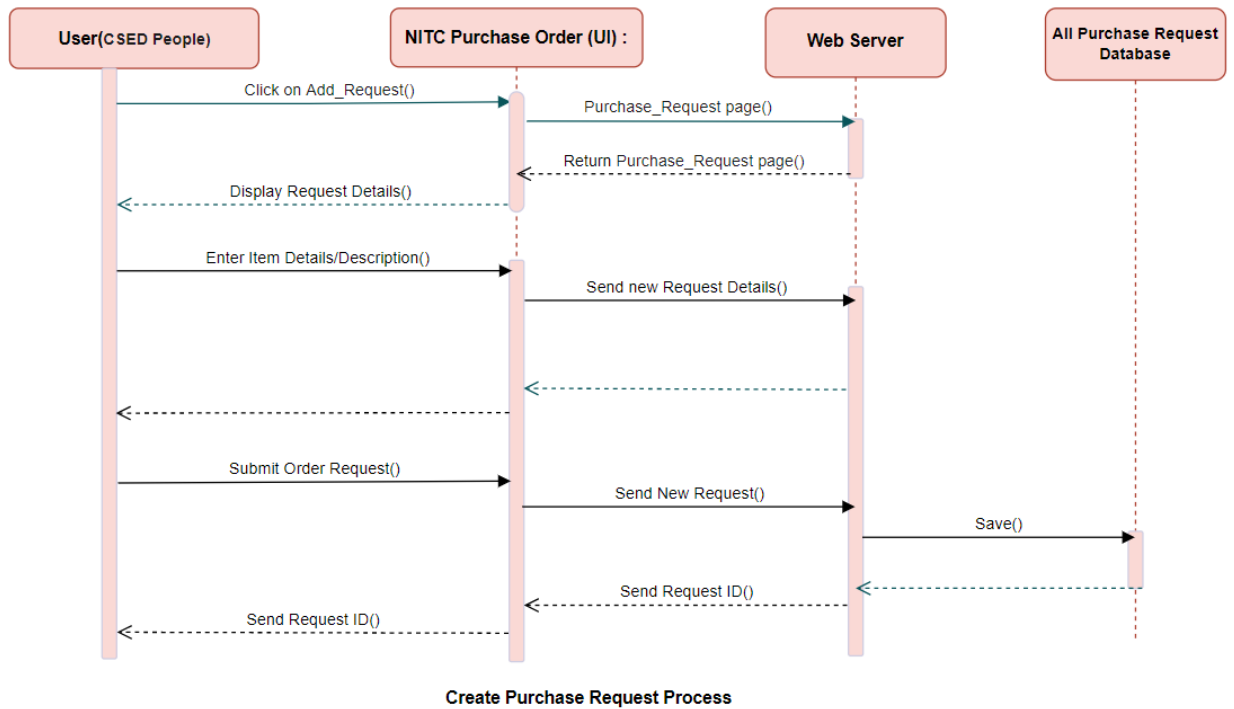 User(CSED People)
NITC Purchase Order (UI) :
Web Server
All Purchase Request
Database
Click on Add_Request()
Purchase_Request page()
Return Purchase_Request page()
Display Request Details()
Enter Item Details/Description()
Send new Request Details()
Submit Order Request()
Send New Request()
Save()
Send Request ID()
Send Request ID()
Create Purchase Request Process